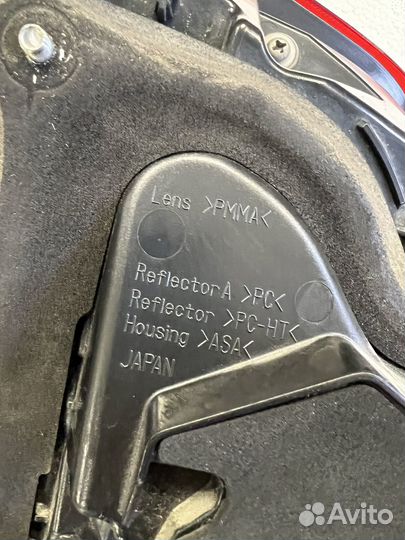 Lens >PMMA<
Reflector A >PC<
Reflector >PC-HT<
Housing >ASA<
JAPAN
Avito